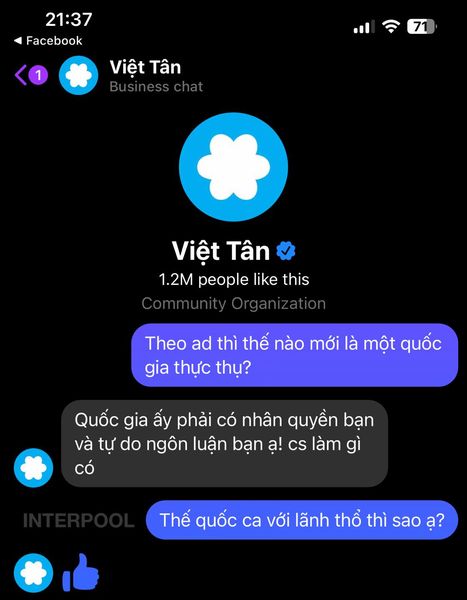 21:37
71
◀ Facebook
1
Việt Tân
Business chat
Việt Tân
1.2M people like this
Community Organization
Theo ad thì thế nào mới là một quốc
gia thực thụ?
Quốc gia ấy phải có nhân quyền bạn
và tự do ngôn luận bạn ạ! cs làm gì
có
INTERPOOL
Thế quốc ca với lãnh thổ thì sao ạ?